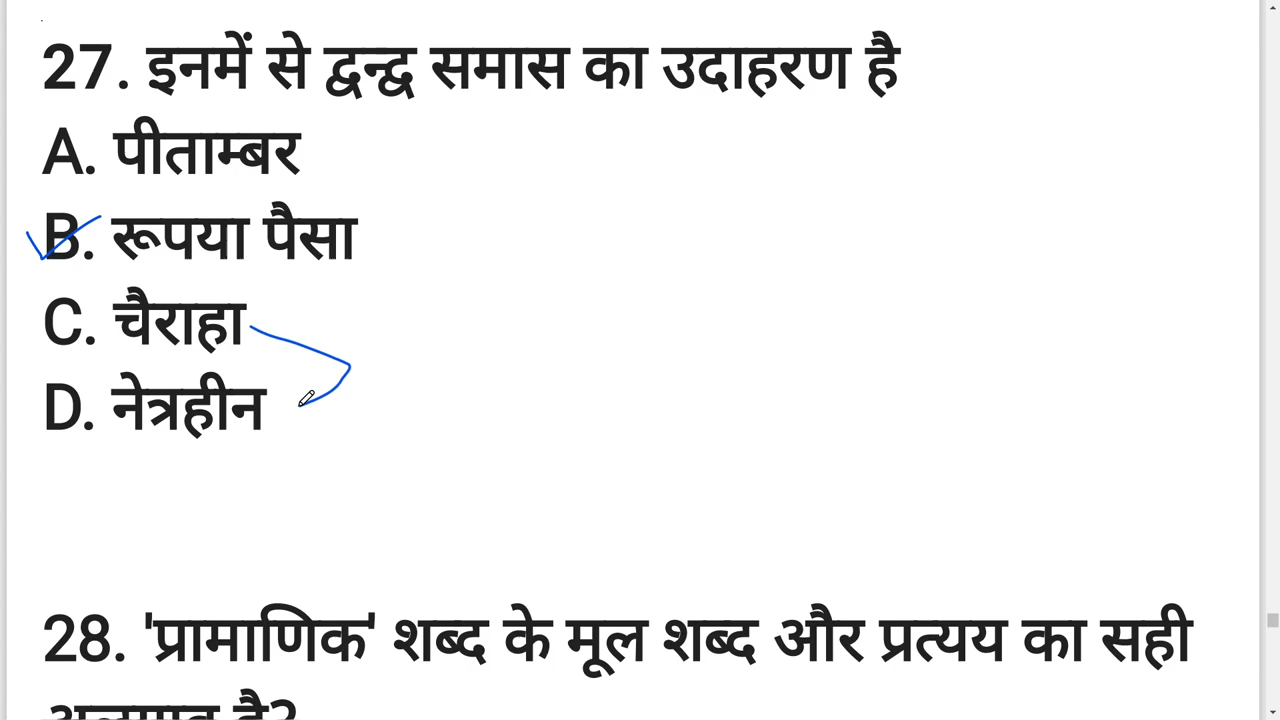 27. इनमें से द्वन्द्व समास का उदाहरण है
A. पीताम्बर
B. रूपया पैसा
C. चैराहा
D. नेत्रहीन
28. 'प्रामाणिक' शब्द के मूल शब्द और प्रत्यय का सही